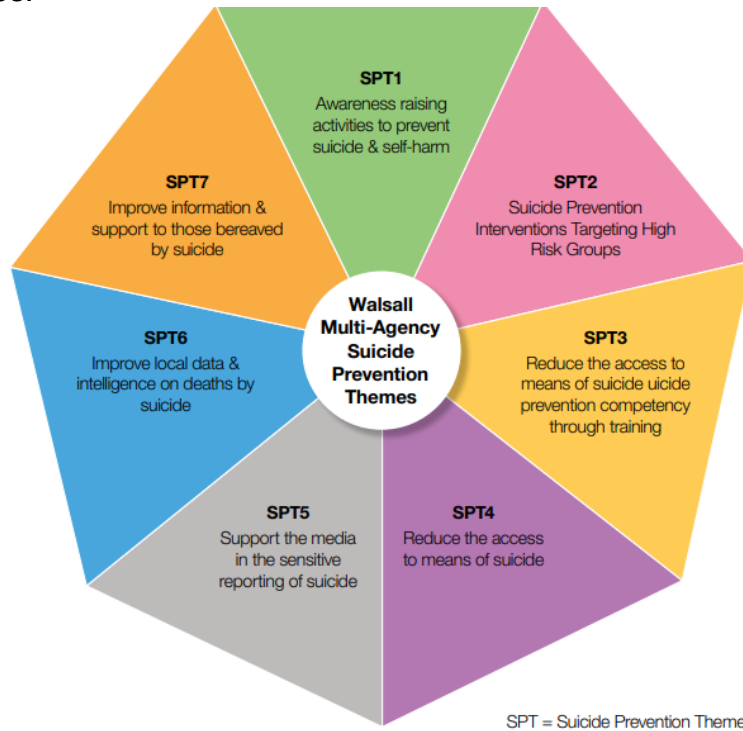 SPT1
Awareness raising
activities to prevent
suicide & self-harm
SPT2
Suicide Prevention
Interventions Targeting High
Risk Groups
SPT3
Reduce the access to
means of suicide uicide
prevention competency
through training
SPT4
Reduce the access
to means of suicide
SPT5
Support the media
in the sensitive
reporting of suicide
SPT6
Improve local data &
intelligence on deaths by
suicide
SPT7
Improve information &
support to those bereaved
by suicide
Walsall
Multi-Agency
Suicide
Prevention
Themes
SPT = Suicide Prevention Theme